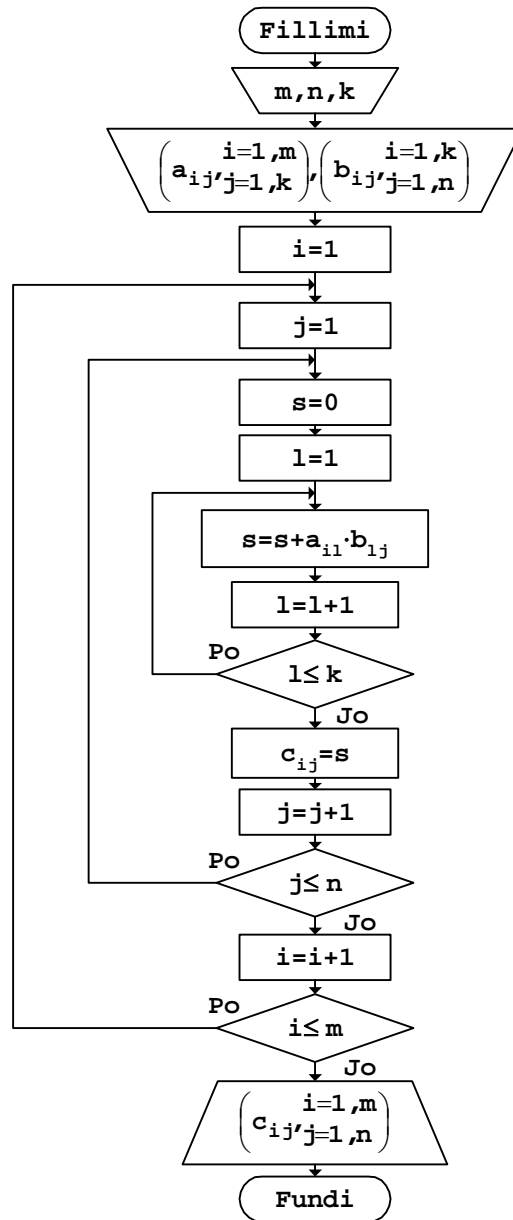 Fillimi
m,n,k
(a_ij, i=1,m j=1,k), (b_ij, i=1,k j=1,n)
i=1
j=1
s=0
l=1
s=s+a_il·b_lj
l=l+1
Po
l≤k
Jo
c_ij=s
j=j+1
Po
j≤n
Jo
i=i+1
Po
i≤m
Jo
(c_ij, i=1,m j=1,n)
Fundi